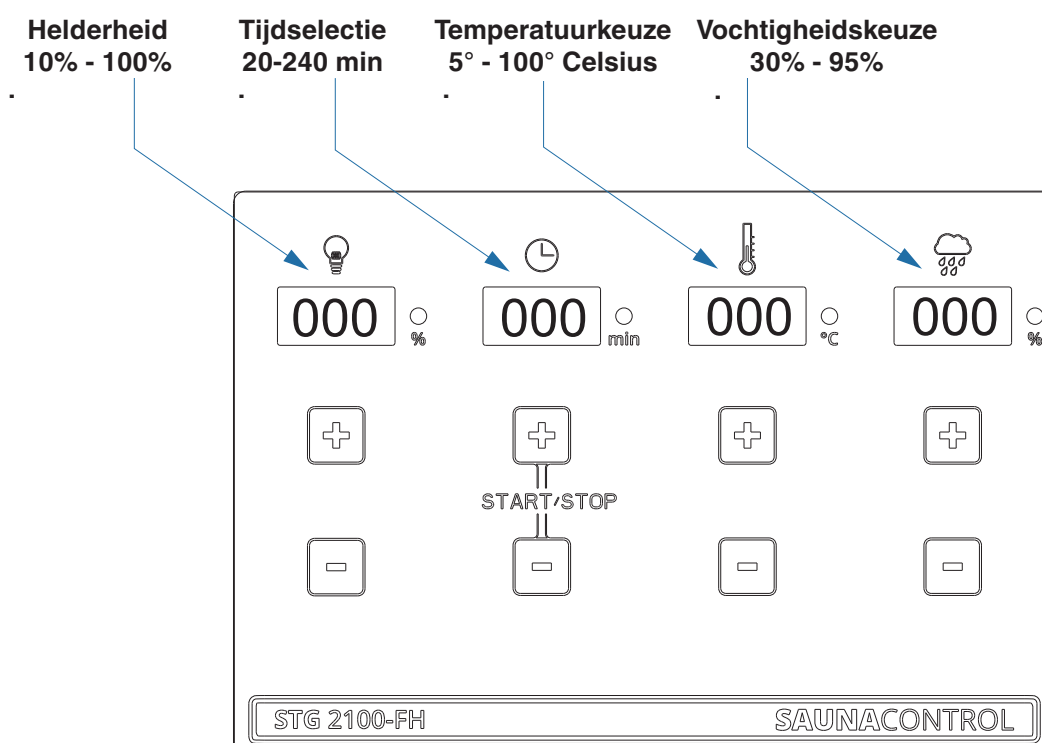 Helderheid
10% - 100%
Tijdselectie
20-240 min
Temperatuurkeuze
5° - 100° Celsius
Vochtigheidskeuze
30% - 95%
000
%
000
min
000
°C
000
%
START/STOP
STG 2100-FH
SAUNACONTROL